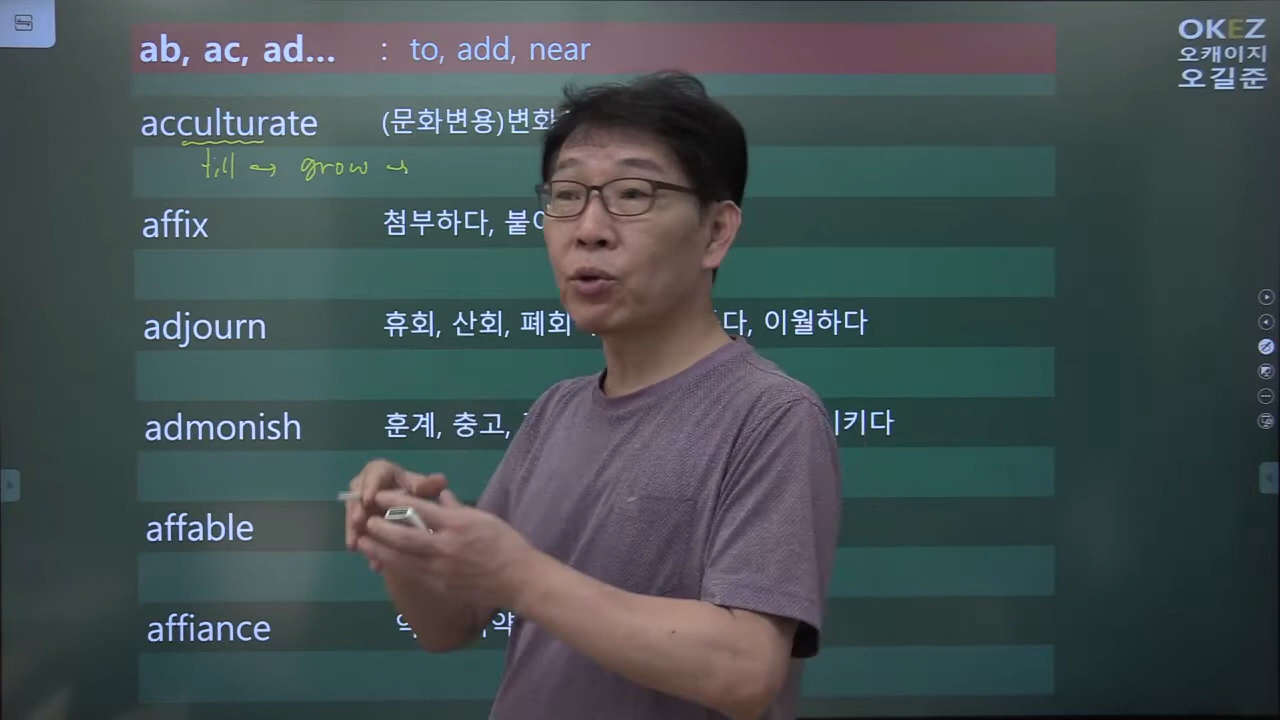 ab, ac, ad... : to, add, near
OKEZ
오캐이지
오길준
acculturate (문화변용)변화
till → grow →
affix 첨부하다, 붙이
adjourn 휴회, 산회, 폐회 다, 이월하다
admonish 훈계, 충고, 키다
affable
affiance